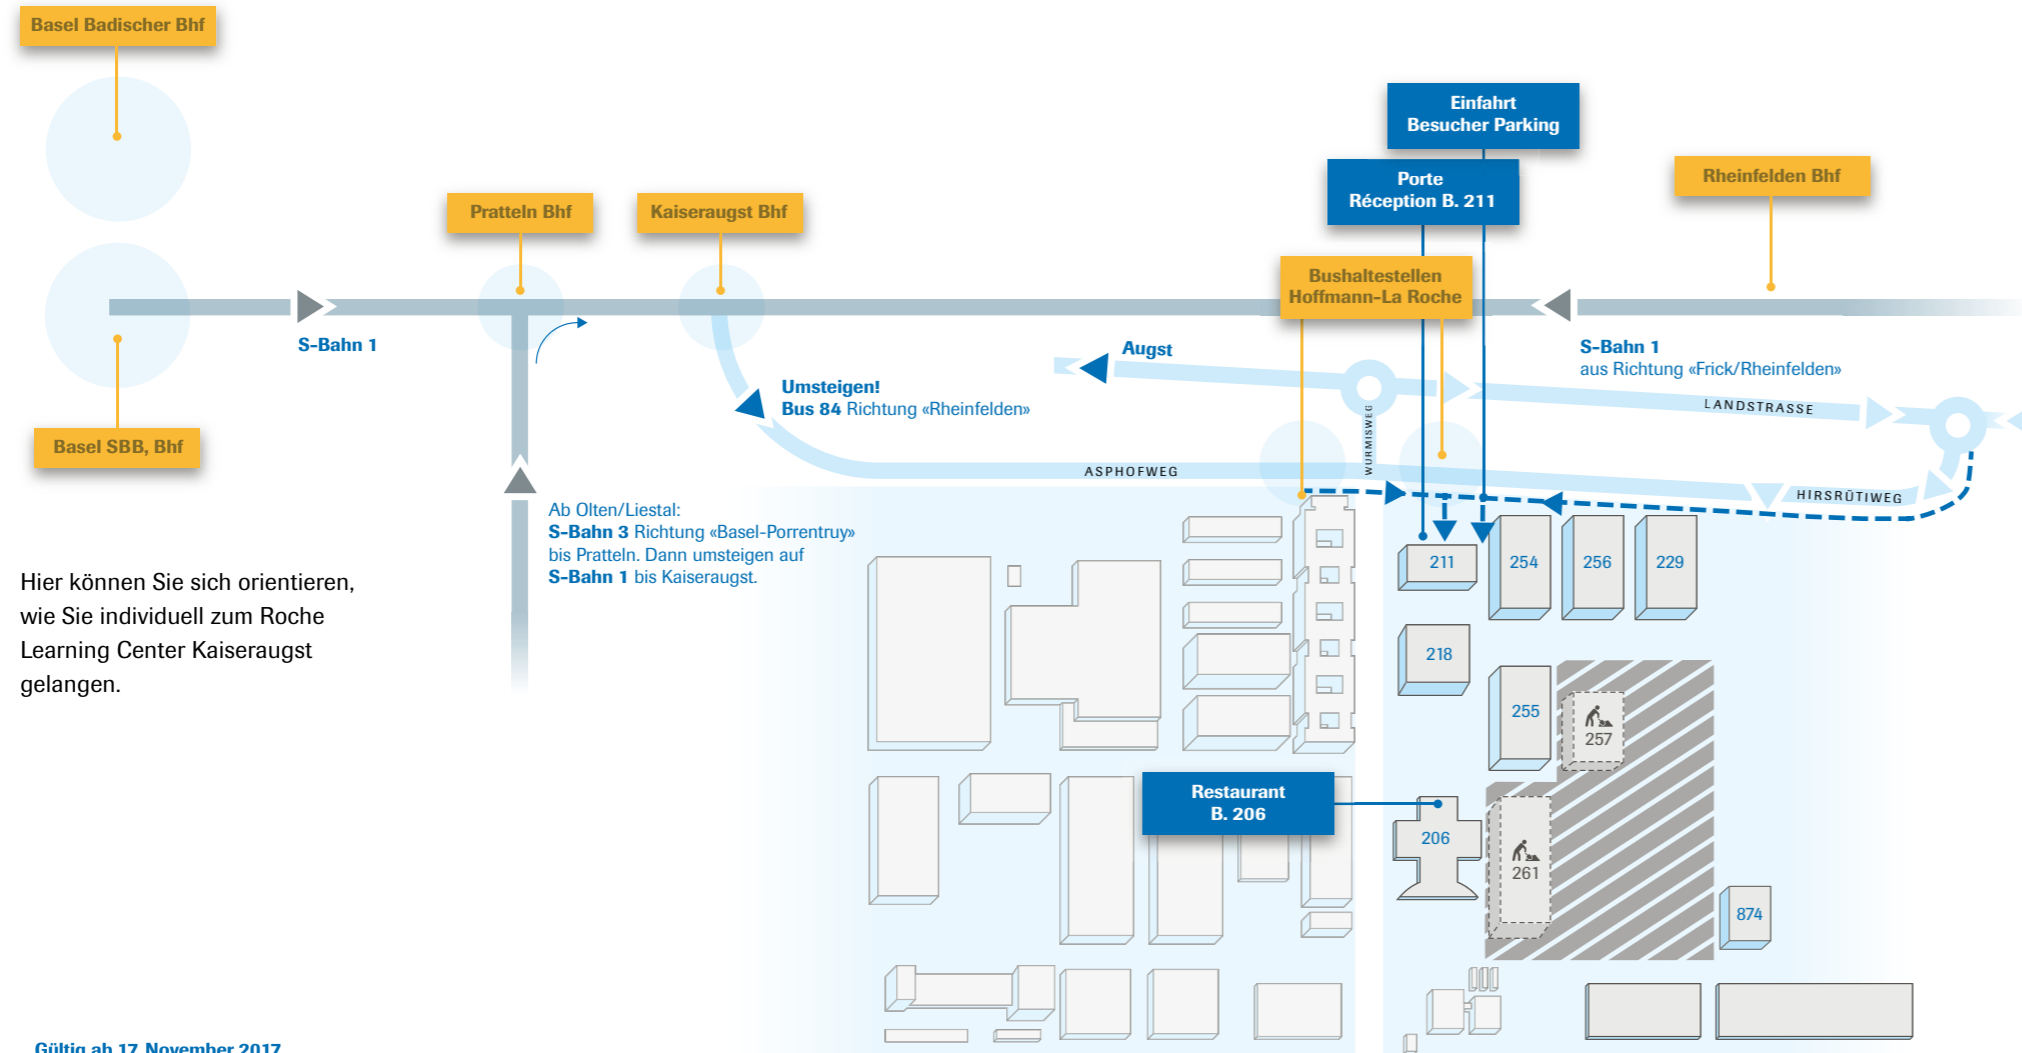 Basel Badischer Bhf
Einfahrt
Besucher Parking
Porte
Réception B. 211
Rheinfelden Bhf
Pratteln Bhf
Kaiseraugst Bhf
Bushaltestellen
Hoffmann-La Roche
S-Bahn 1
Augst
S-Bahn 1
aus Richtung «Frick/Rheinfelden»
Umsteigen!
Bus 84 Richtung «Rheinfelden»
LANDSTRASSE
WURMISWEG
Basel SBB, Bhf
ASPHOFWEG
HIRSRÜTIWEG
Ab Olten/Liestal:
S-Bahn 3 Richtung «Basel-Porrentruy»
bis Pratteln. Dann umsteigen auf
S-Bahn 1 bis Kaiseraugst.
Hier können Sie sich orientieren,
wie Sie individuell zum Roche
Learning Center Kaiseraugst
gelangen.
211
254
256
229
218
255
257
Restaurant
B. 206
206
261
874
Gültig ab 17. November 2017